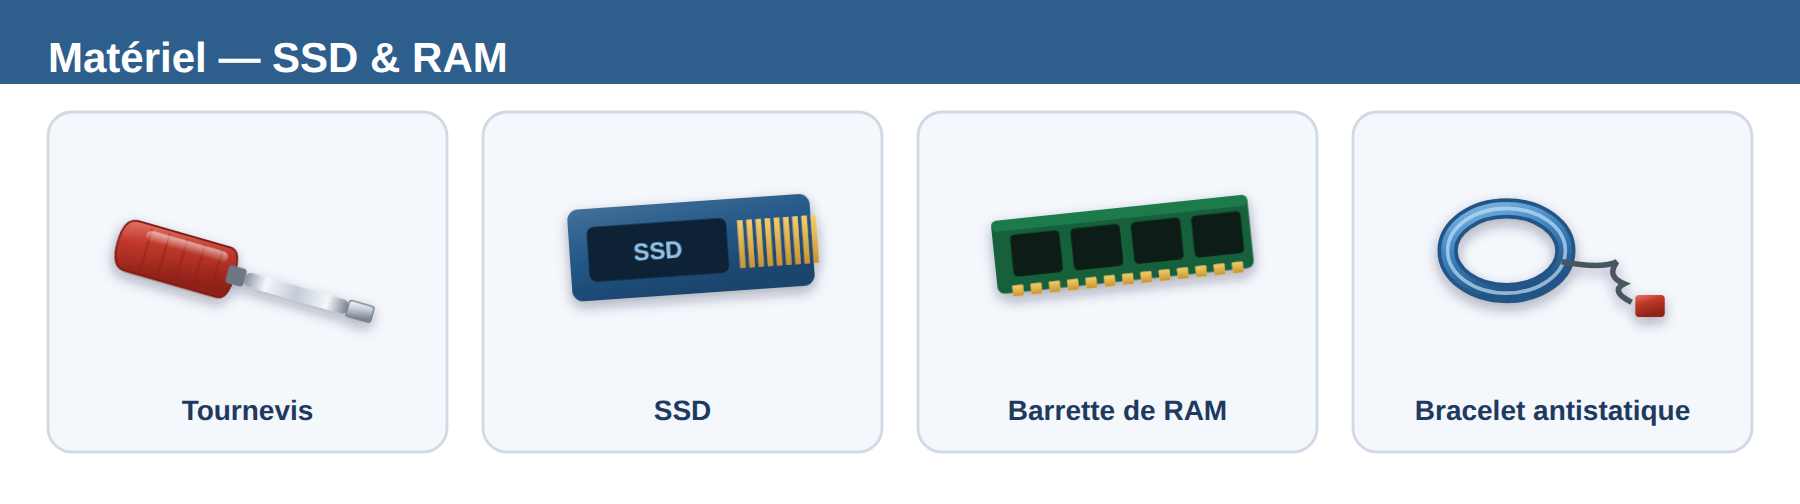 Matériel — SSD & RAM
SSD
Tournevis
SSD
Barrette de RAM
Bracelet antistatique